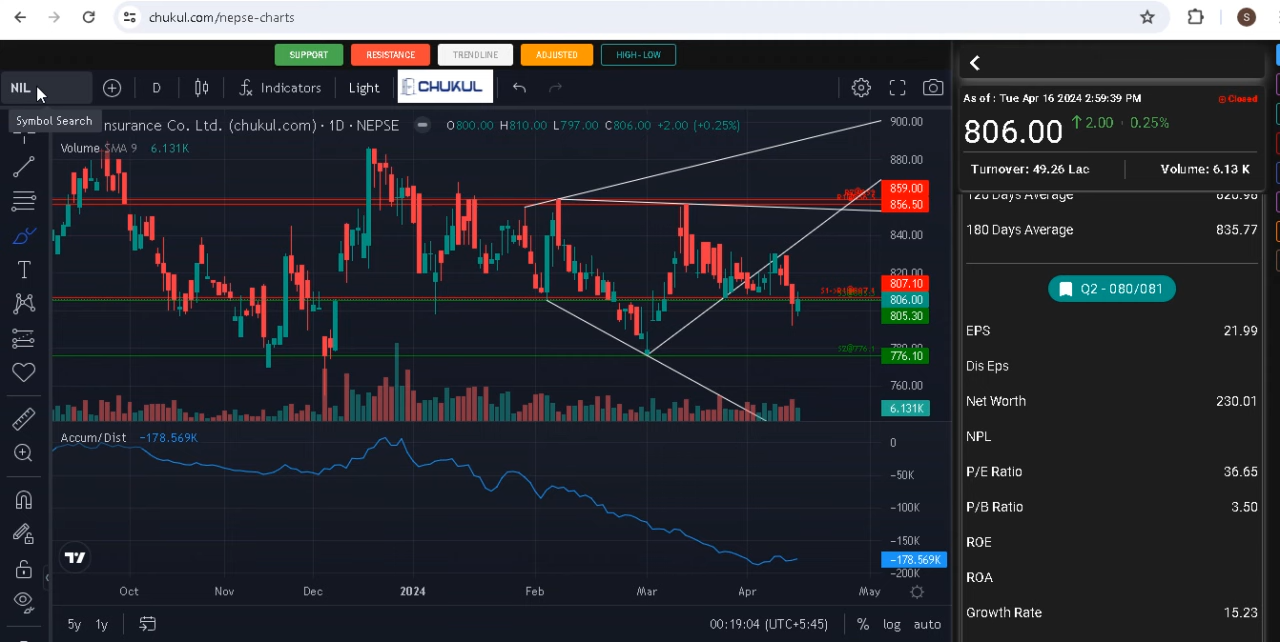 chukul.com/nepse-charts
S
SUPPORT
RESISTANCE
TRENDLINE
ADJUSTED
HIGH-LOW
NIL
D
Indicators
Light
CHUKUL
Symbol Search
nsurance Co. Ltd. (chukul.com) · 1D · NEPSE
O800.00 H810.00 L797.00 C806.00 +2.00 (+0.25%)
Volume SMA 9 6.131K
900.00
880.00
859.00
856.50
840.00
820.00
807.10
806.00
805.30
780.00
S2@776.1
776.10
760.00
6.131K
Accum/Dist −178.569K
0
−50K
−100K
−150K
−178.569K
−200K
Oct Nov Dec 2024 Feb Mar Apr May
5y 1y
00:19:04 (UTC+5:45)
% log auto
As of : Tue Apr 16 2024 2:59:39 PM
Closed
806.00
2.00 · 0.25%
Turnover: 49.26 Lac
Volume: 6.13 K
120 Days Average 820.98
180 Days Average 835.77
Q2 - 080/081
EPS 21.99
Dis Eps
Net Worth 230.01
NPL
P/E Ratio 36.65
P/B Ratio 3.50
ROE
ROA
Growth Rate 15.23